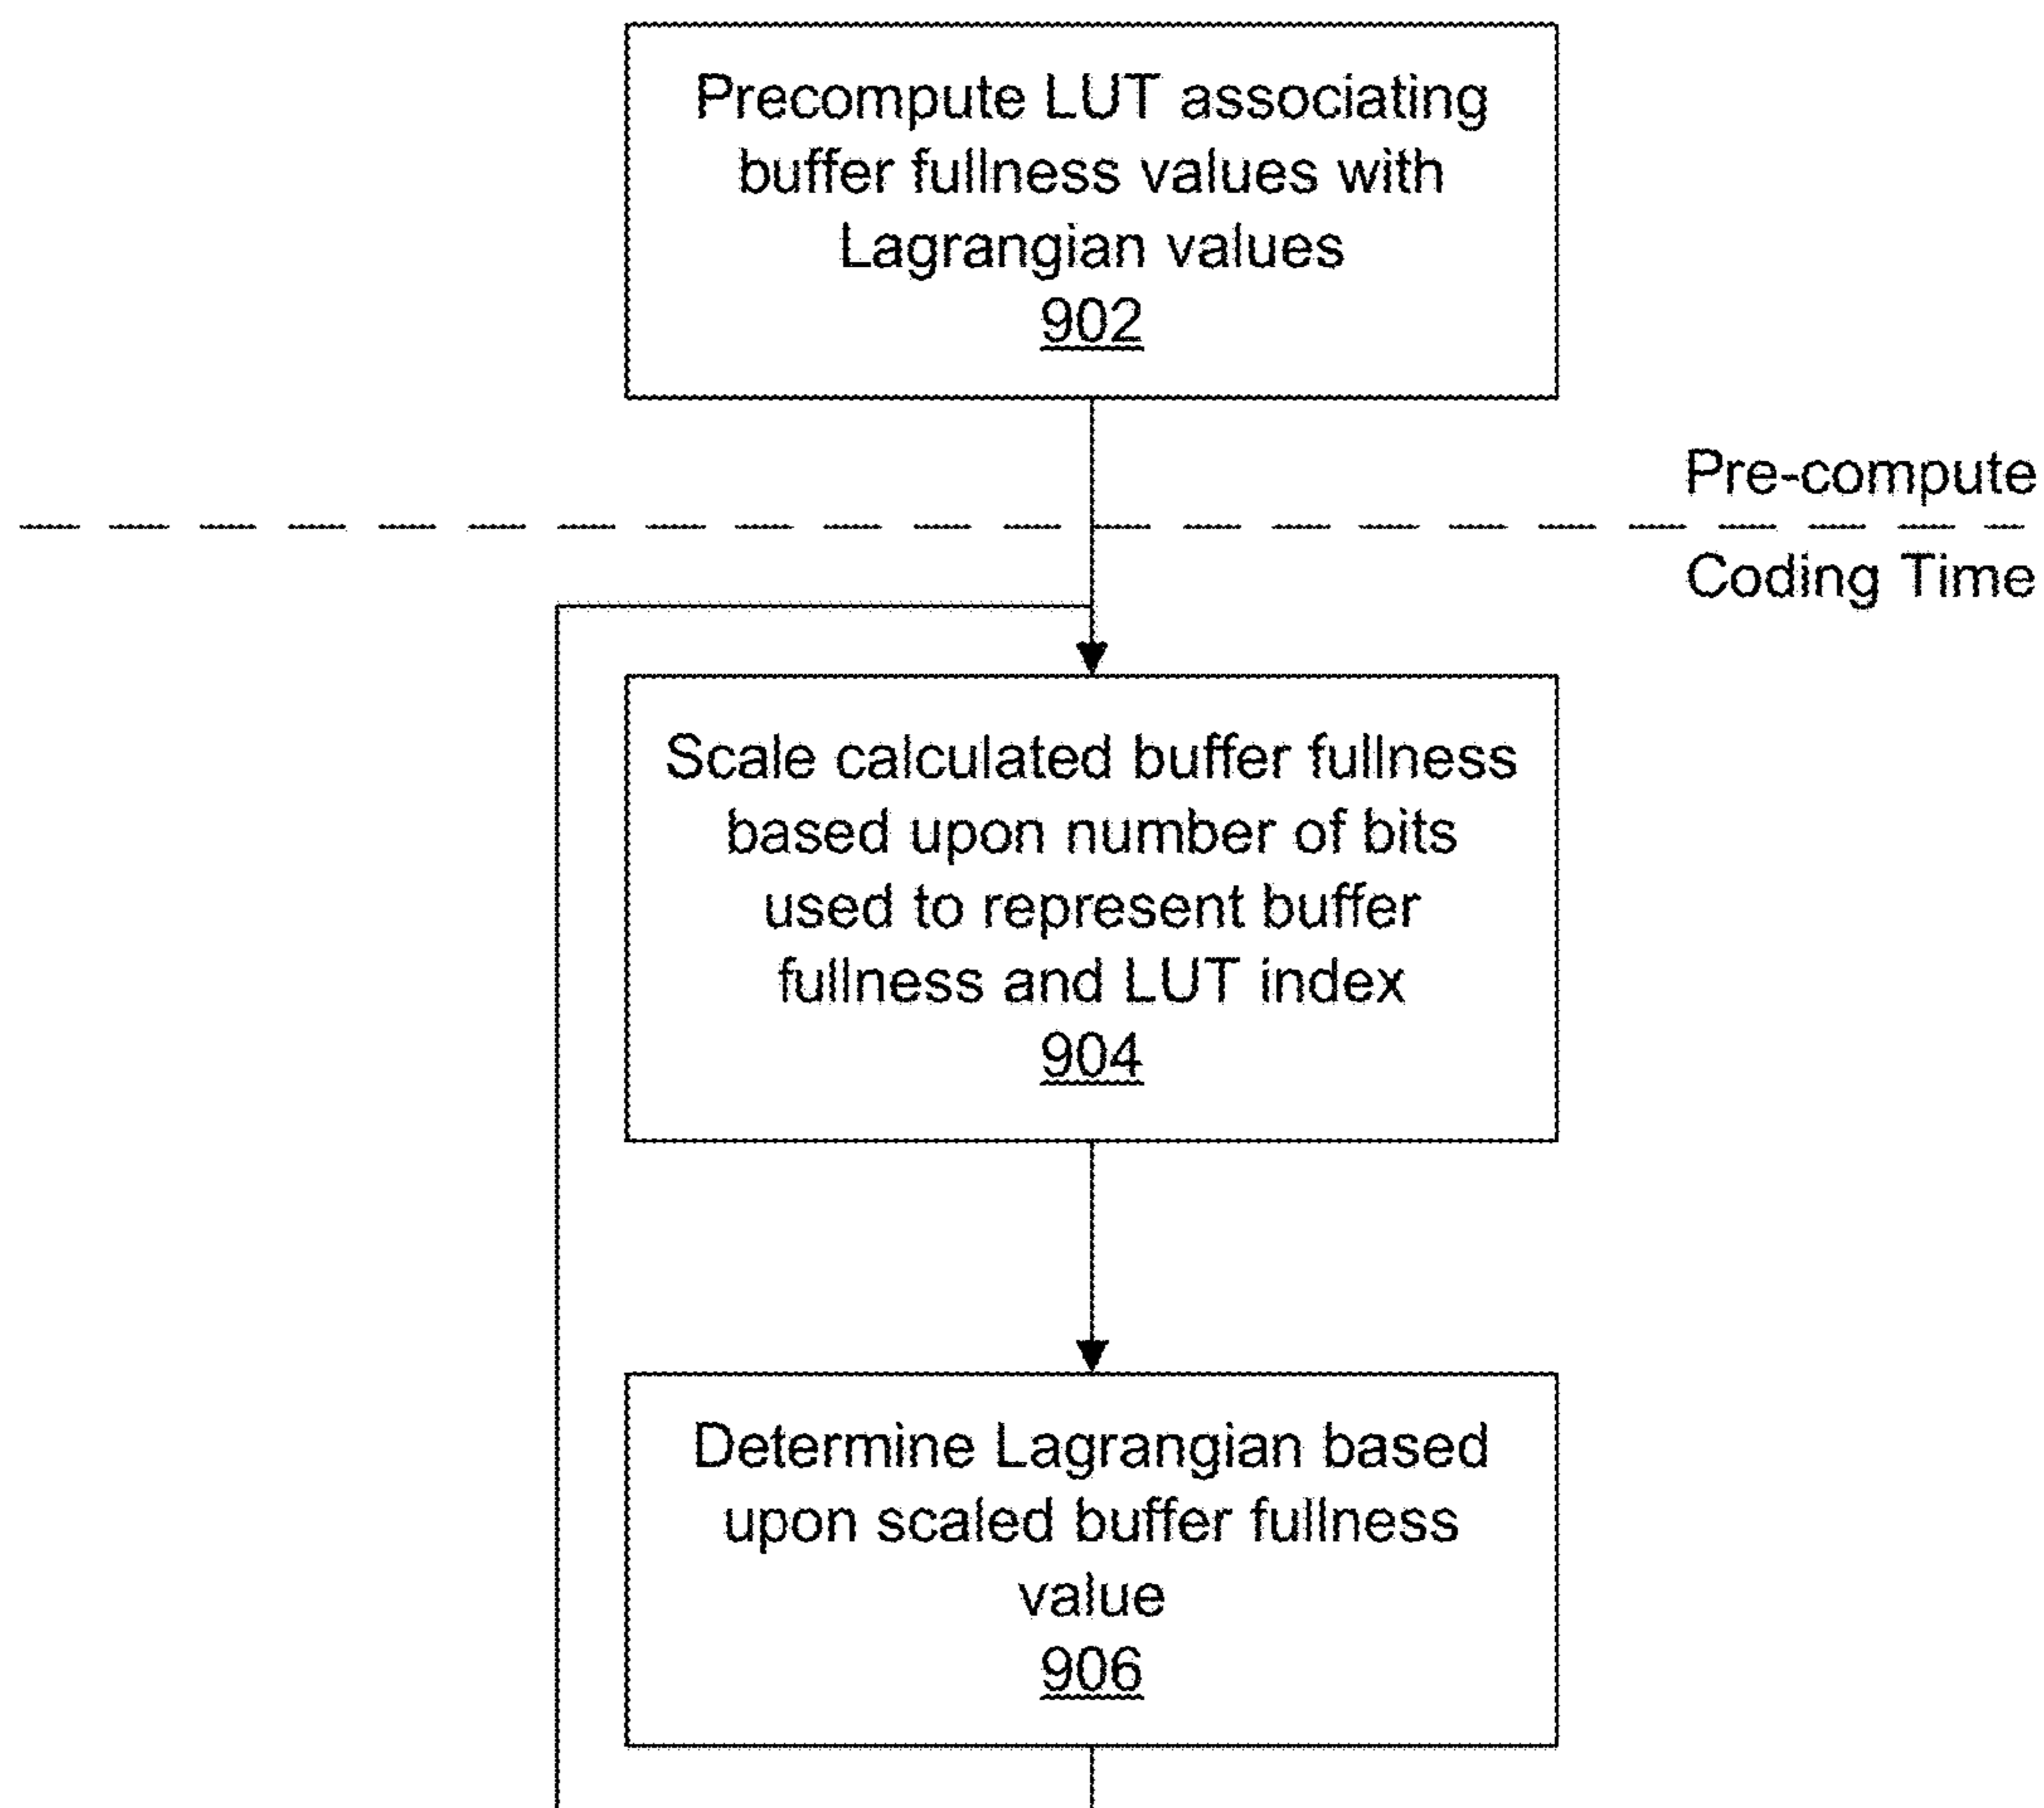 Precompute LUT associating
buffer fullness values with
Lagrangian values
902
Pre-compute
Coding Time
Scale calculated buffer fullness
based upon number of bits
used to represent buffer
fullness and LUT index
904
Determine Lagrangian based
upon scaled buffer fullness
value
906